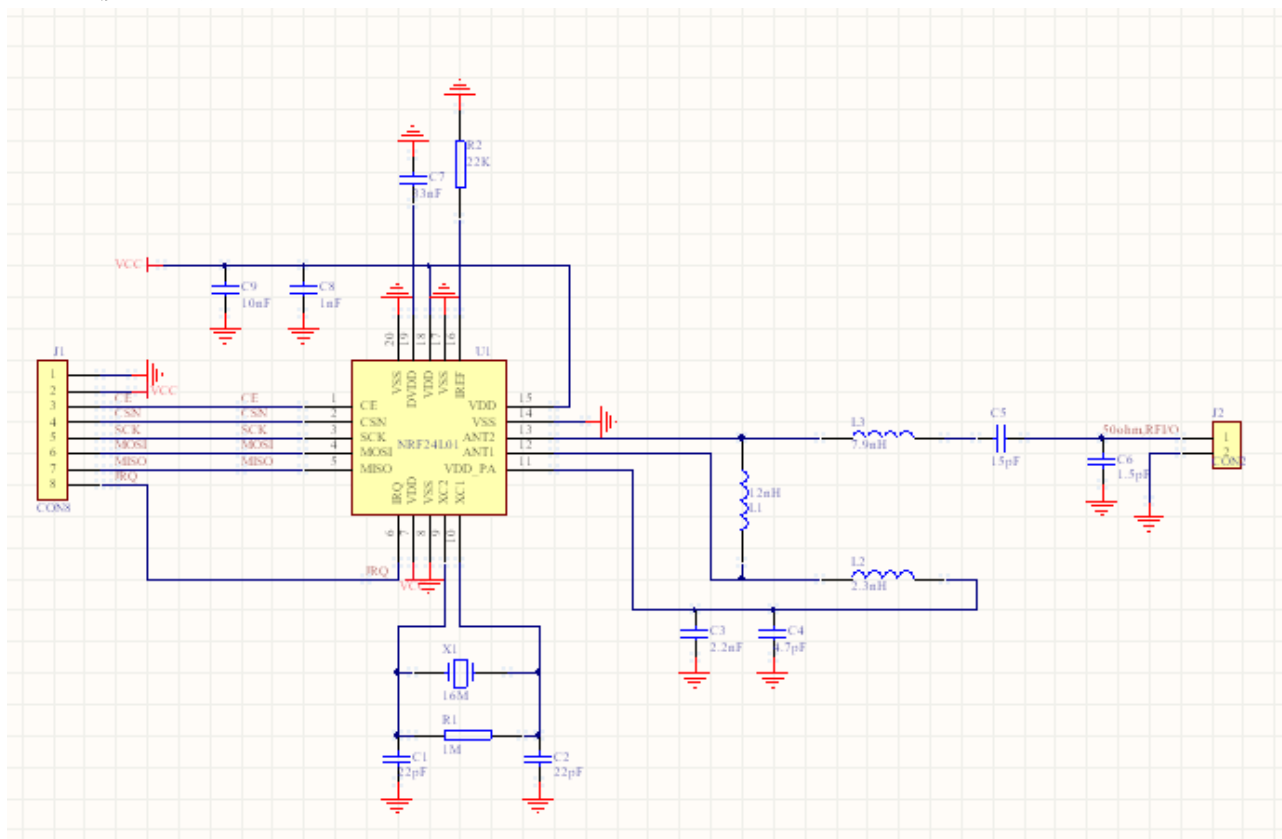 R2
22K
C7
33nF
VCC
C9
10nF
C8
1nF
20
19
18
17
16
J1
U1
1
2
3
4
5
6
7
8
CON8
VCC
CE
CSN
SCK
MOSI
MISO
JRQ
CE
CSN
SCK
MOSI
MISO
1
2
3
4
5
VSS
DVDD
VDD
VSS
IREF
CE
CSN
SCK
MOSI
MISO
NRF24L01
VDD
VSS
ANT2
ANT1
VDD_PA
IRQ
VDD
VSS
XC2
XC1
15
14
13
12
11
6
7
8
9
10
JRQ
L3
7.9nH
C5
15pF
50ohm,RFI/O
C6
1.5pF
J2
1
2
CON2
12nH
L1
L2
2.3nH
C3
2.2nF
C4
4.7pF
X1
16M
R1
1M
C1
22pF
C2
22pF